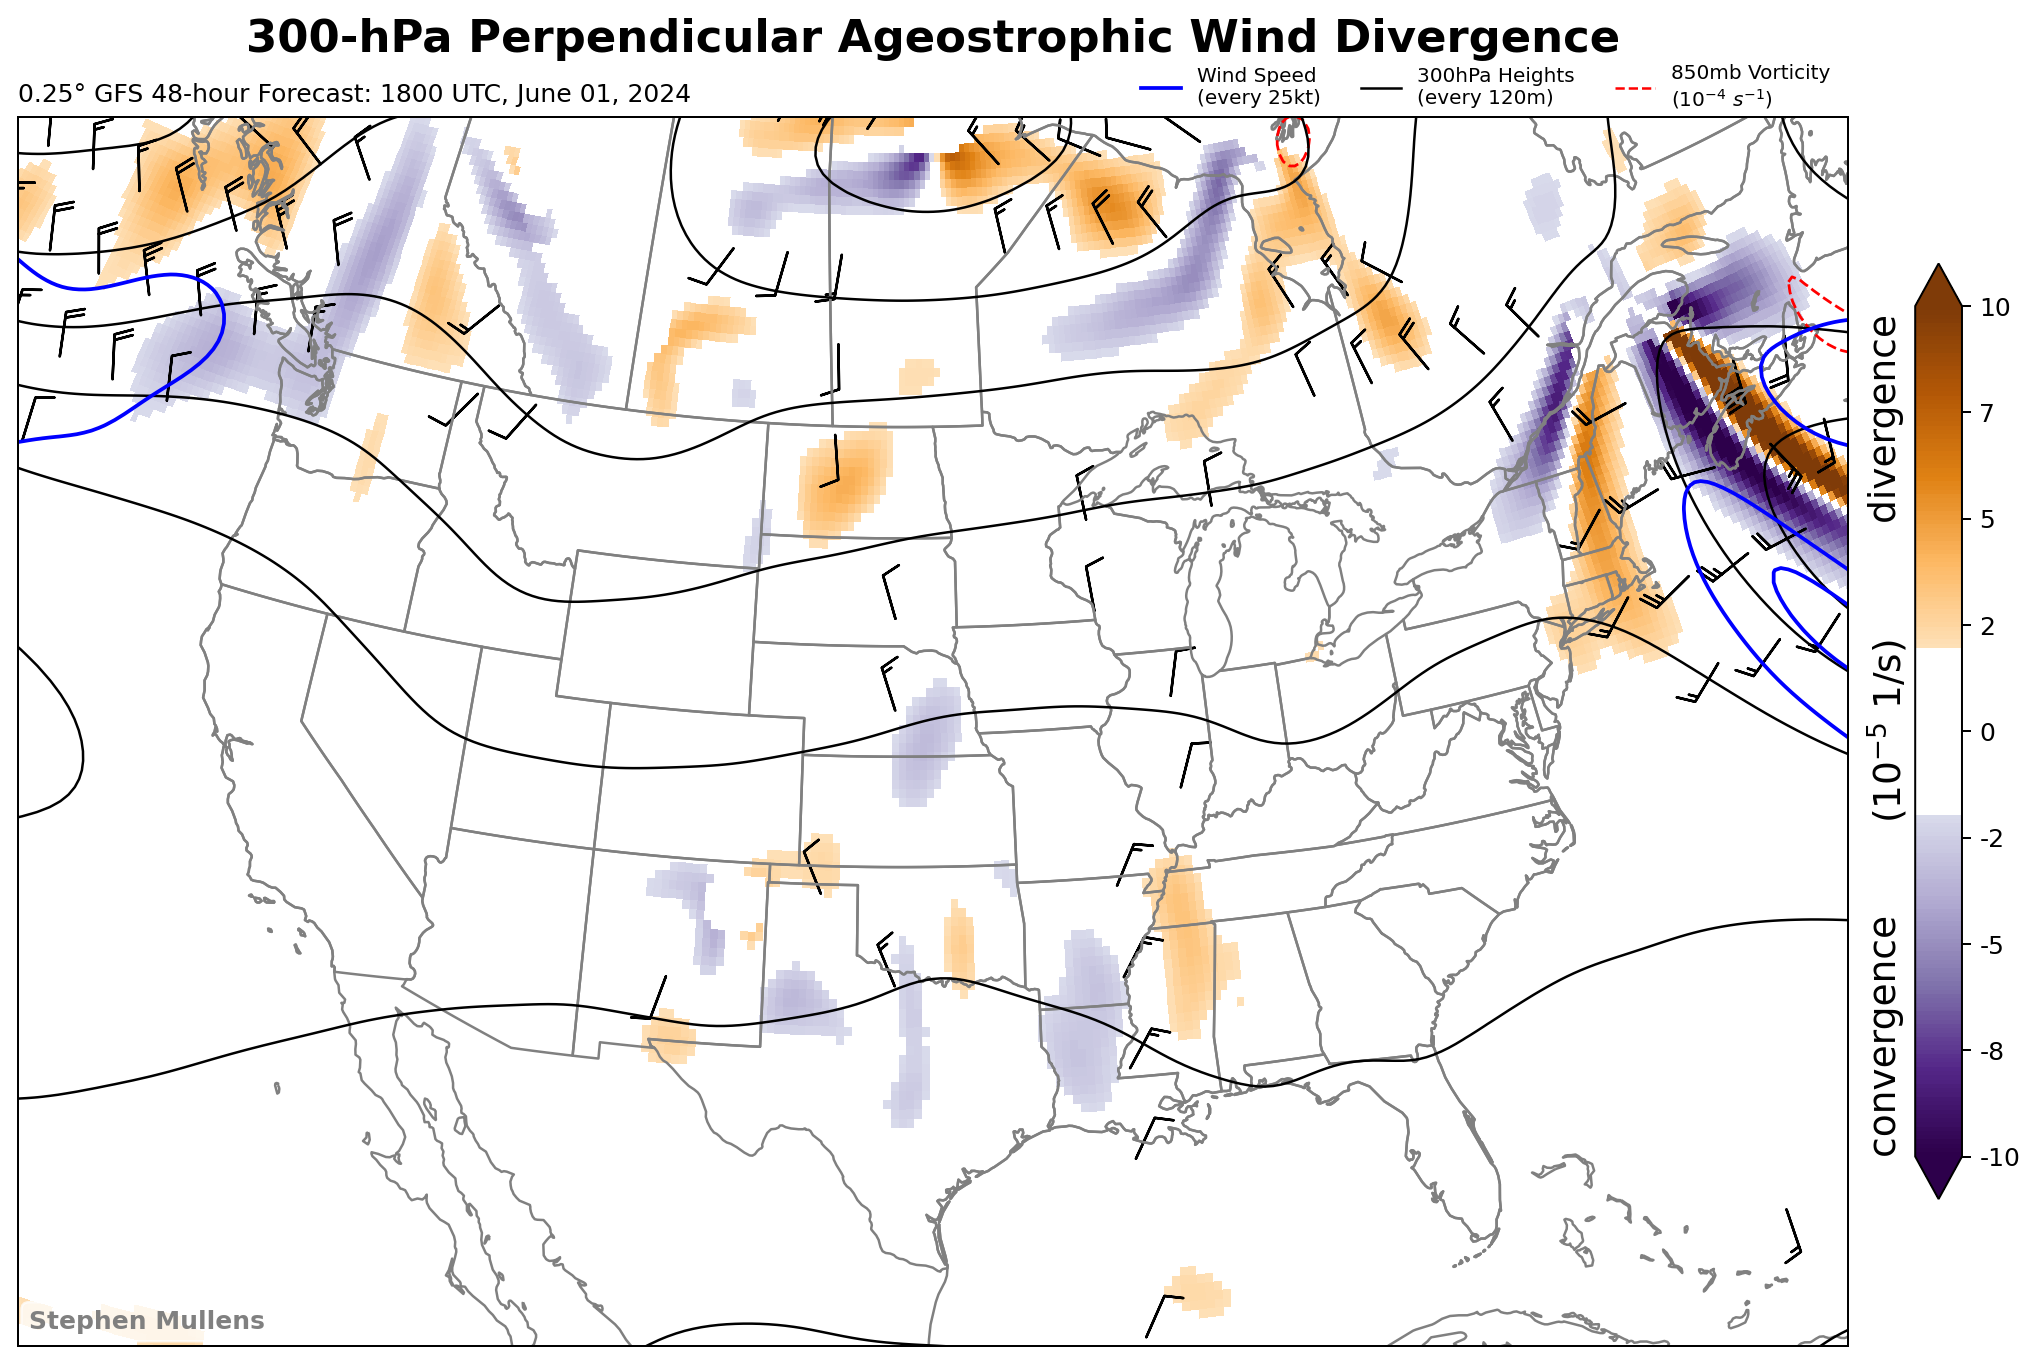 300-hPa Perpendicular Ageostrophic Wind Divergence
0.25° GFS 48-hour Forecast: 1800 UTC, June 01, 2024
Wind Speed
(every 25kt)
300hPa Heights
(every 120m)
850mb Vorticity
(10⁻⁴ s⁻¹)
10
7
5
2
0
-2
-5
-8
-10
convergence (10⁻⁵ 1/s) divergence
Stephen Mullens